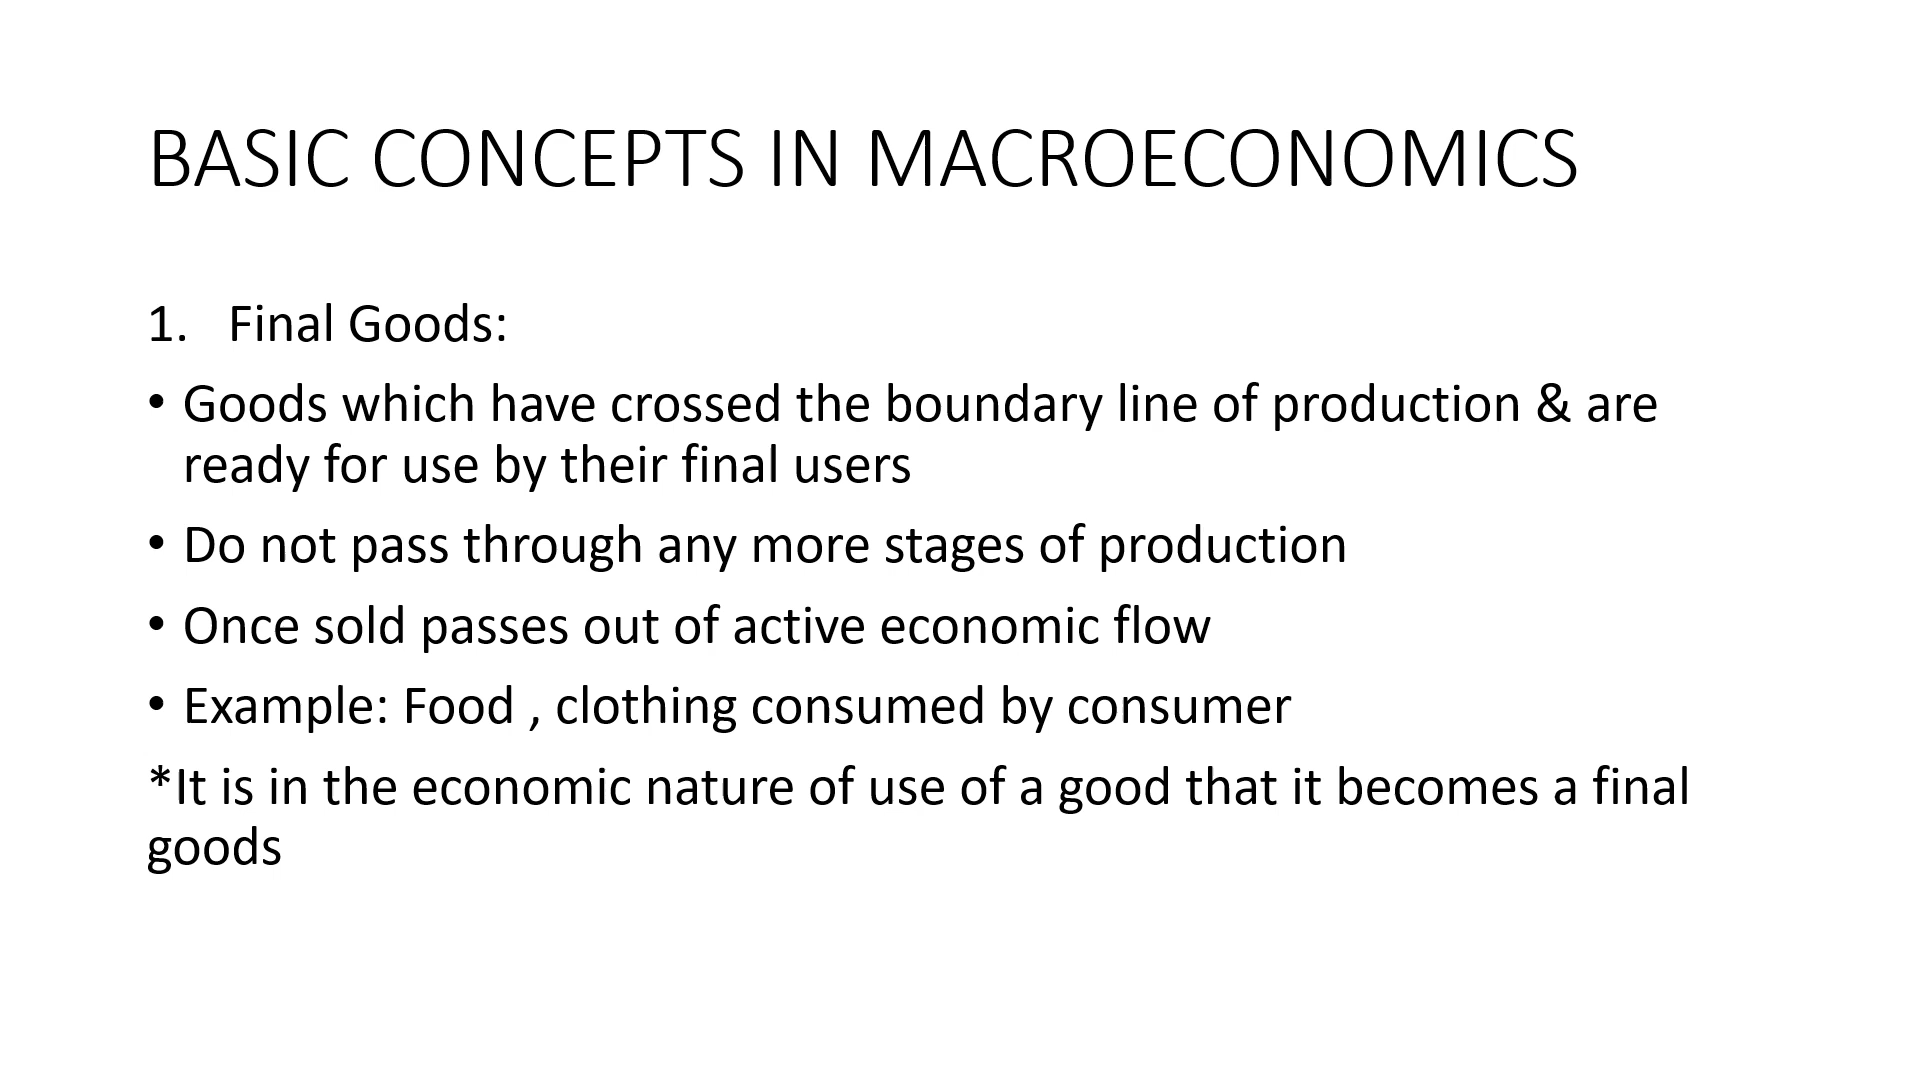 BASIC CONCEPTS IN MACROECONOMICS
1. Final Goods:
• Goods which have crossed the boundary line of production & are
ready for use by their final users
• Do not pass through any more stages of production
• Once sold passes out of active economic flow
• Example: Food , clothing consumed by consumer
*It is in the economic nature of use of a good that it becomes a final
goods